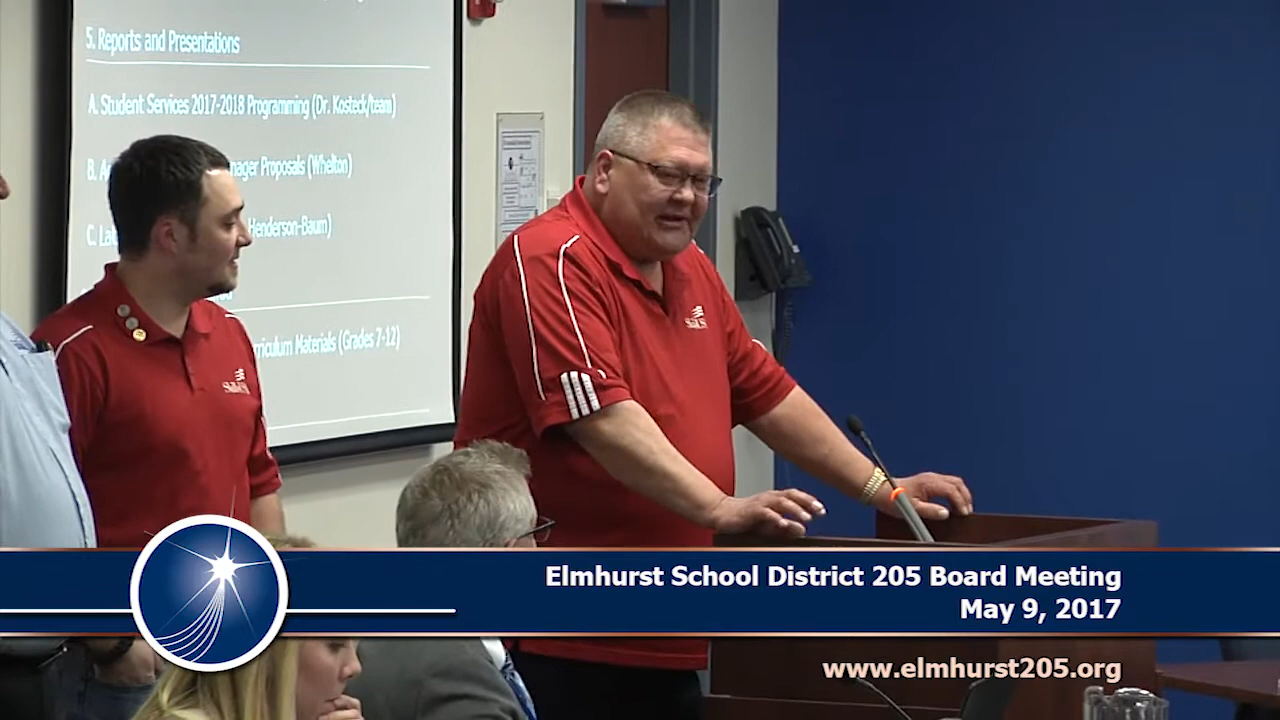 5. Reports and Presentations
A. Student Services 2017-2018 Programming (Dr. Kosteck/team)
B. nager Proposals (Whelton)
C. Henderson-Baum)
rriculum Materials (Grades 7-12)
Elmhurst School District 205 Board Meeting
May 9, 2017
www.elmhurst205.org